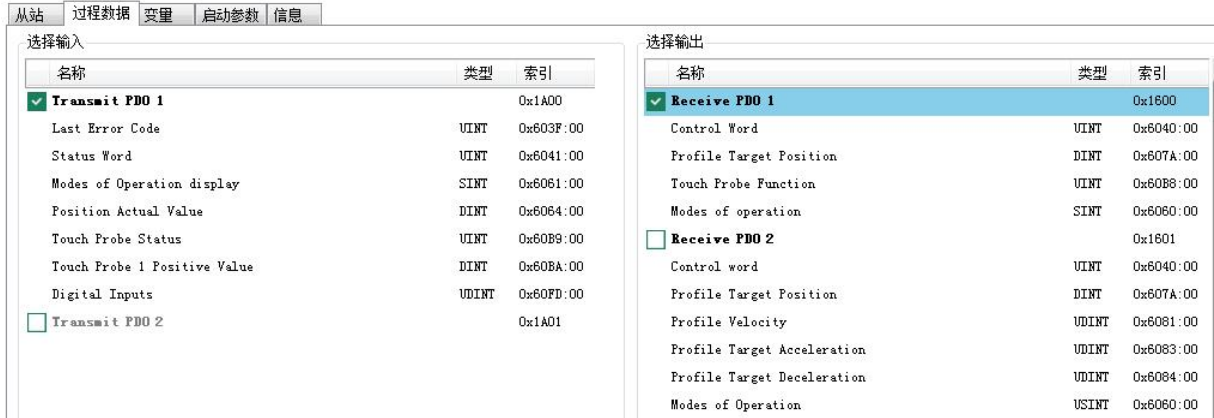 从站 过程数据 变量 启动参数 信息
选择输入
名称 类型 索引
Transmit PDO 1 0x1A00
Last Error Code UINT 0x603F:00
Status Word UINT 0x6041:00
Modes of Operation display SINT 0x6061:00
Position Actual Value DINT 0x6064:00
Touch Probe Status UINT 0x60B9:00
Touch Probe 1 Positive Value DINT 0x60BA:00
Digital Inputs UDINT 0x60FD:00
Transmit PDO 2 0x1A01
选择输出
名称 类型 索引
Receive PDO 1 0x1600
Control Word UINT 0x6040:00
Profile Target Position DINT 0x607A:00
Touch Probe Function UINT 0x60B8:00
Modes of operation SINT 0x6060:00
Receive PDO 2 0x1601
Control word UINT 0x6040:00
Profile Target Position DINT 0x607A:00
Profile Velocity UDINT 0x6081:00
Profile Target Acceleration UDINT 0x6083:00
Profile Target Deceleration UDINT 0x6084:00
Modes of Operation USINT 0x6060:00